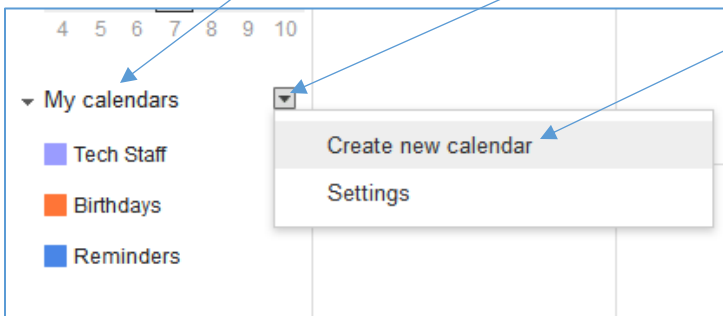 4 5 6 7 8 9 10
My calendars
Create new calendar
Tech Staff
Settings
Birthdays
Reminders